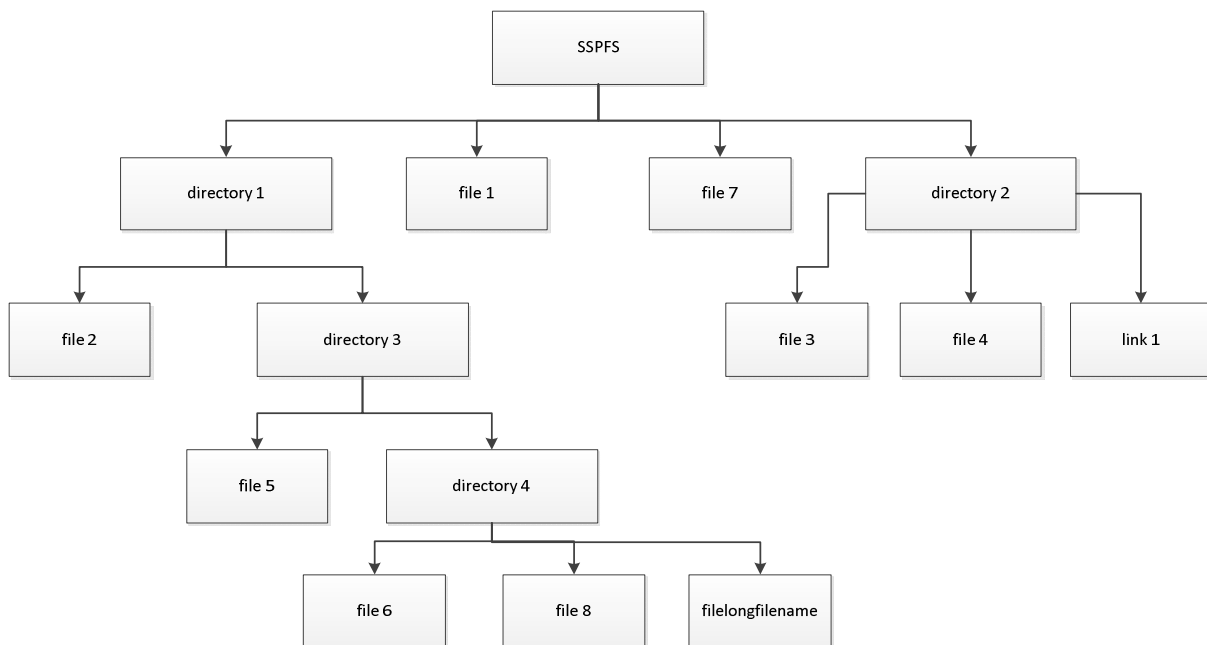 SSPFS
directory 1
file 1
file 7
directory 2
file 2
directory 3
file 3
file 4
link 1
file 5
directory 4
file 6
file 8
filelongfilename